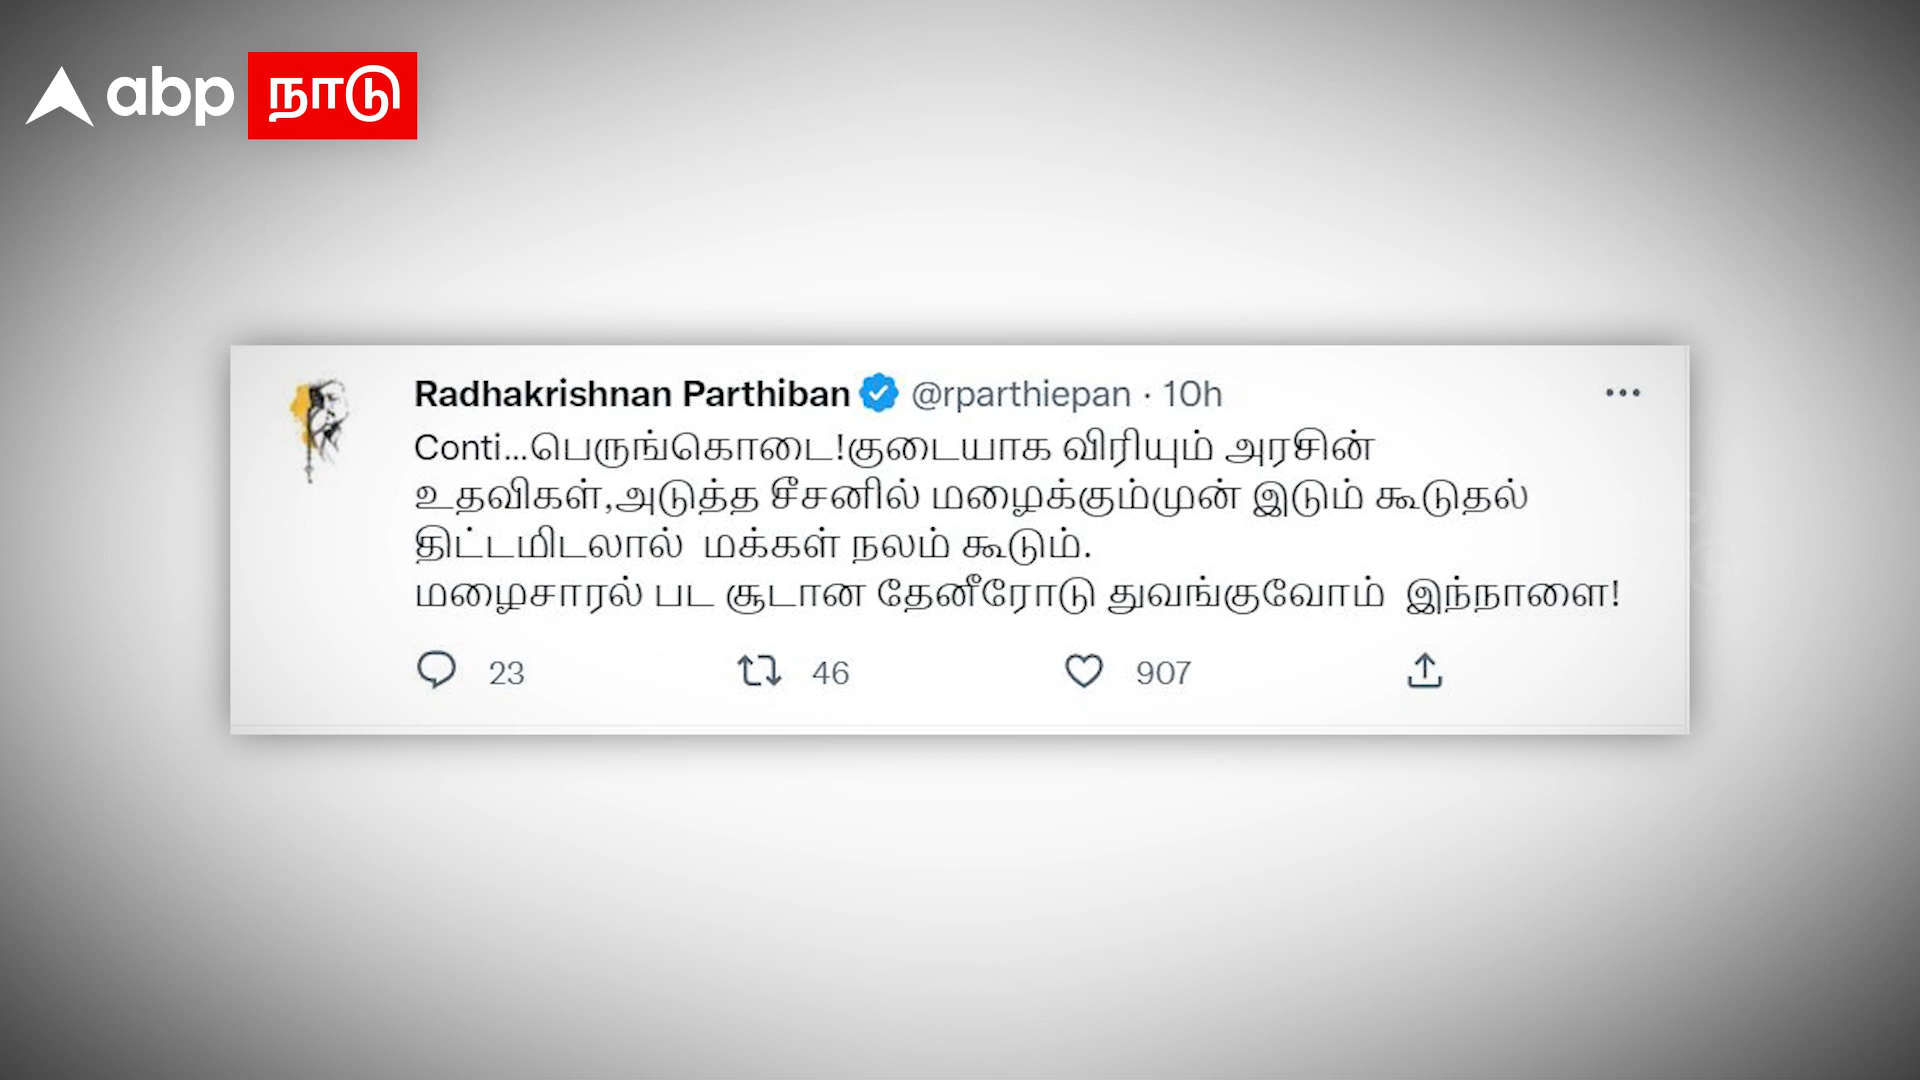 abp நாடு
Radhakrishnan Parthiban @rparthiepan · 10h
Conti...பெருங்கொடை!குடையாக விரியும் அரசின்
உதவிகள்,அடுத்த சீசனில் மழைக்கும்முன் இடும் கூடுதல்
திட்டமிடலால் மக்கள் நலம் கூடும்.
மழைசாரல் பட சூடான தேனீரோடு துவங்குவோம் இந்நாளை!
23 46 907